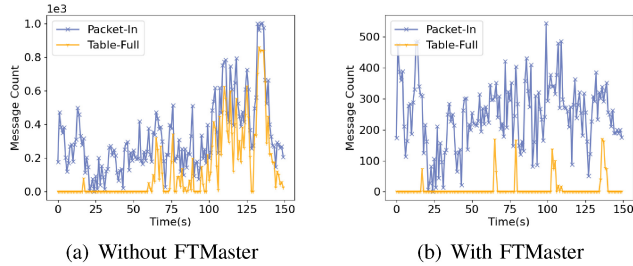 1e3
1.0
0.8
0.6
0.4
0.2
0.0
Message Count
Packet-In
Table-Full
0 25 50 75 100 125 150
Time(s)
(a) Without FTMaster
500
400
300
200
100
0
Message Count
Packet-In
Table-Full
0 25 50 75 100 125 150
Time(s)
(b) With FTMaster